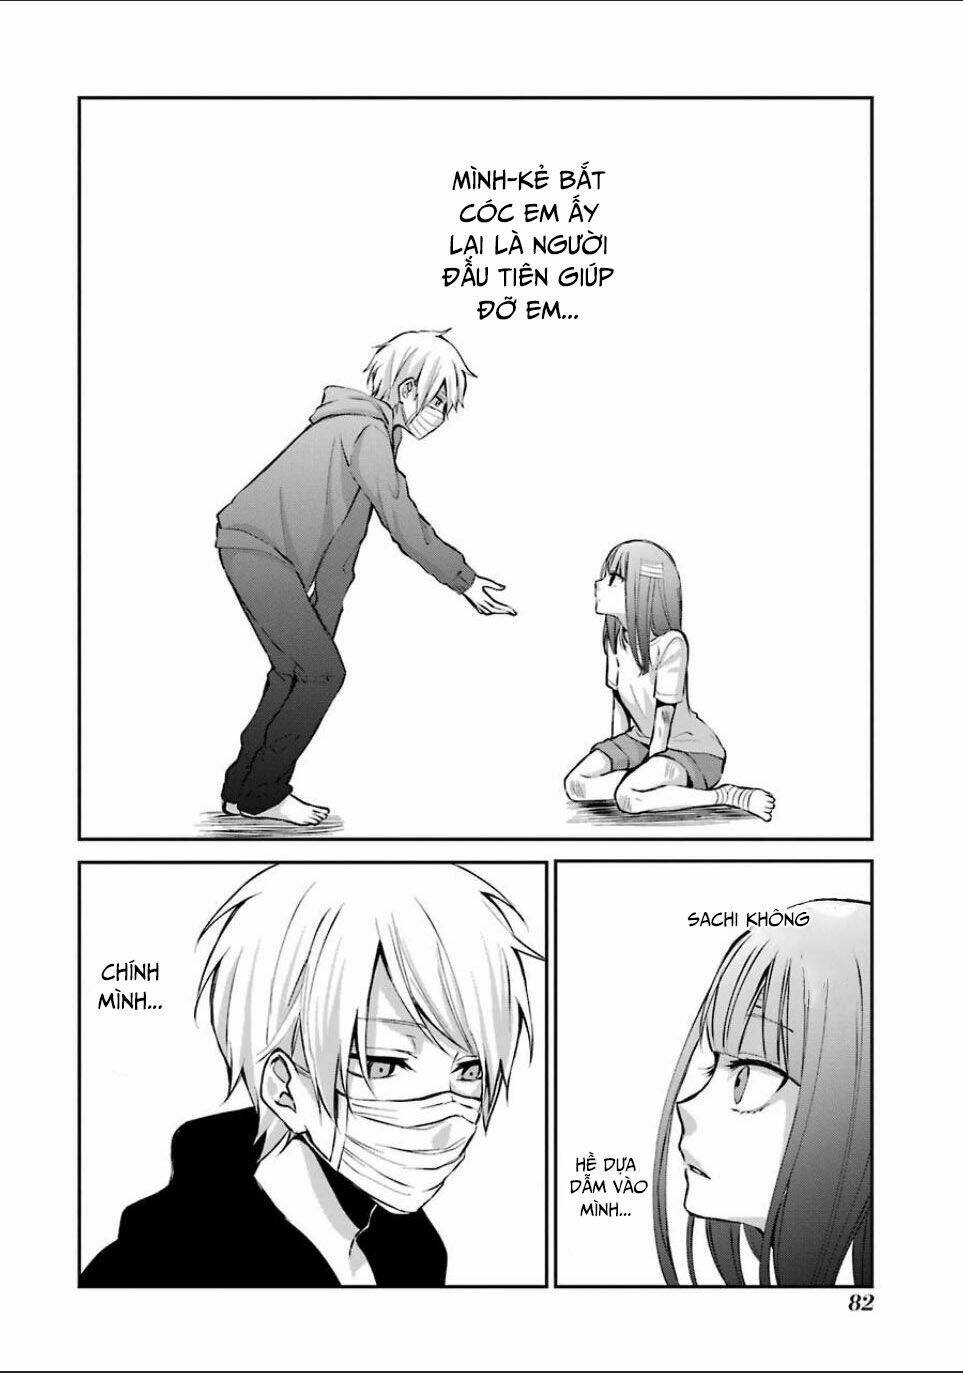 MÌNH-KẺ BẮT
CÓC EM ẤY
LẠI LÀ NGƯỜI
ĐẦU TIÊN GIÚP
ĐỠ EM...
SACHI KHÔNG
HỀ DỰA
DẪM VÀO
MÌNH...
CHÍNH
MÌNH...
82